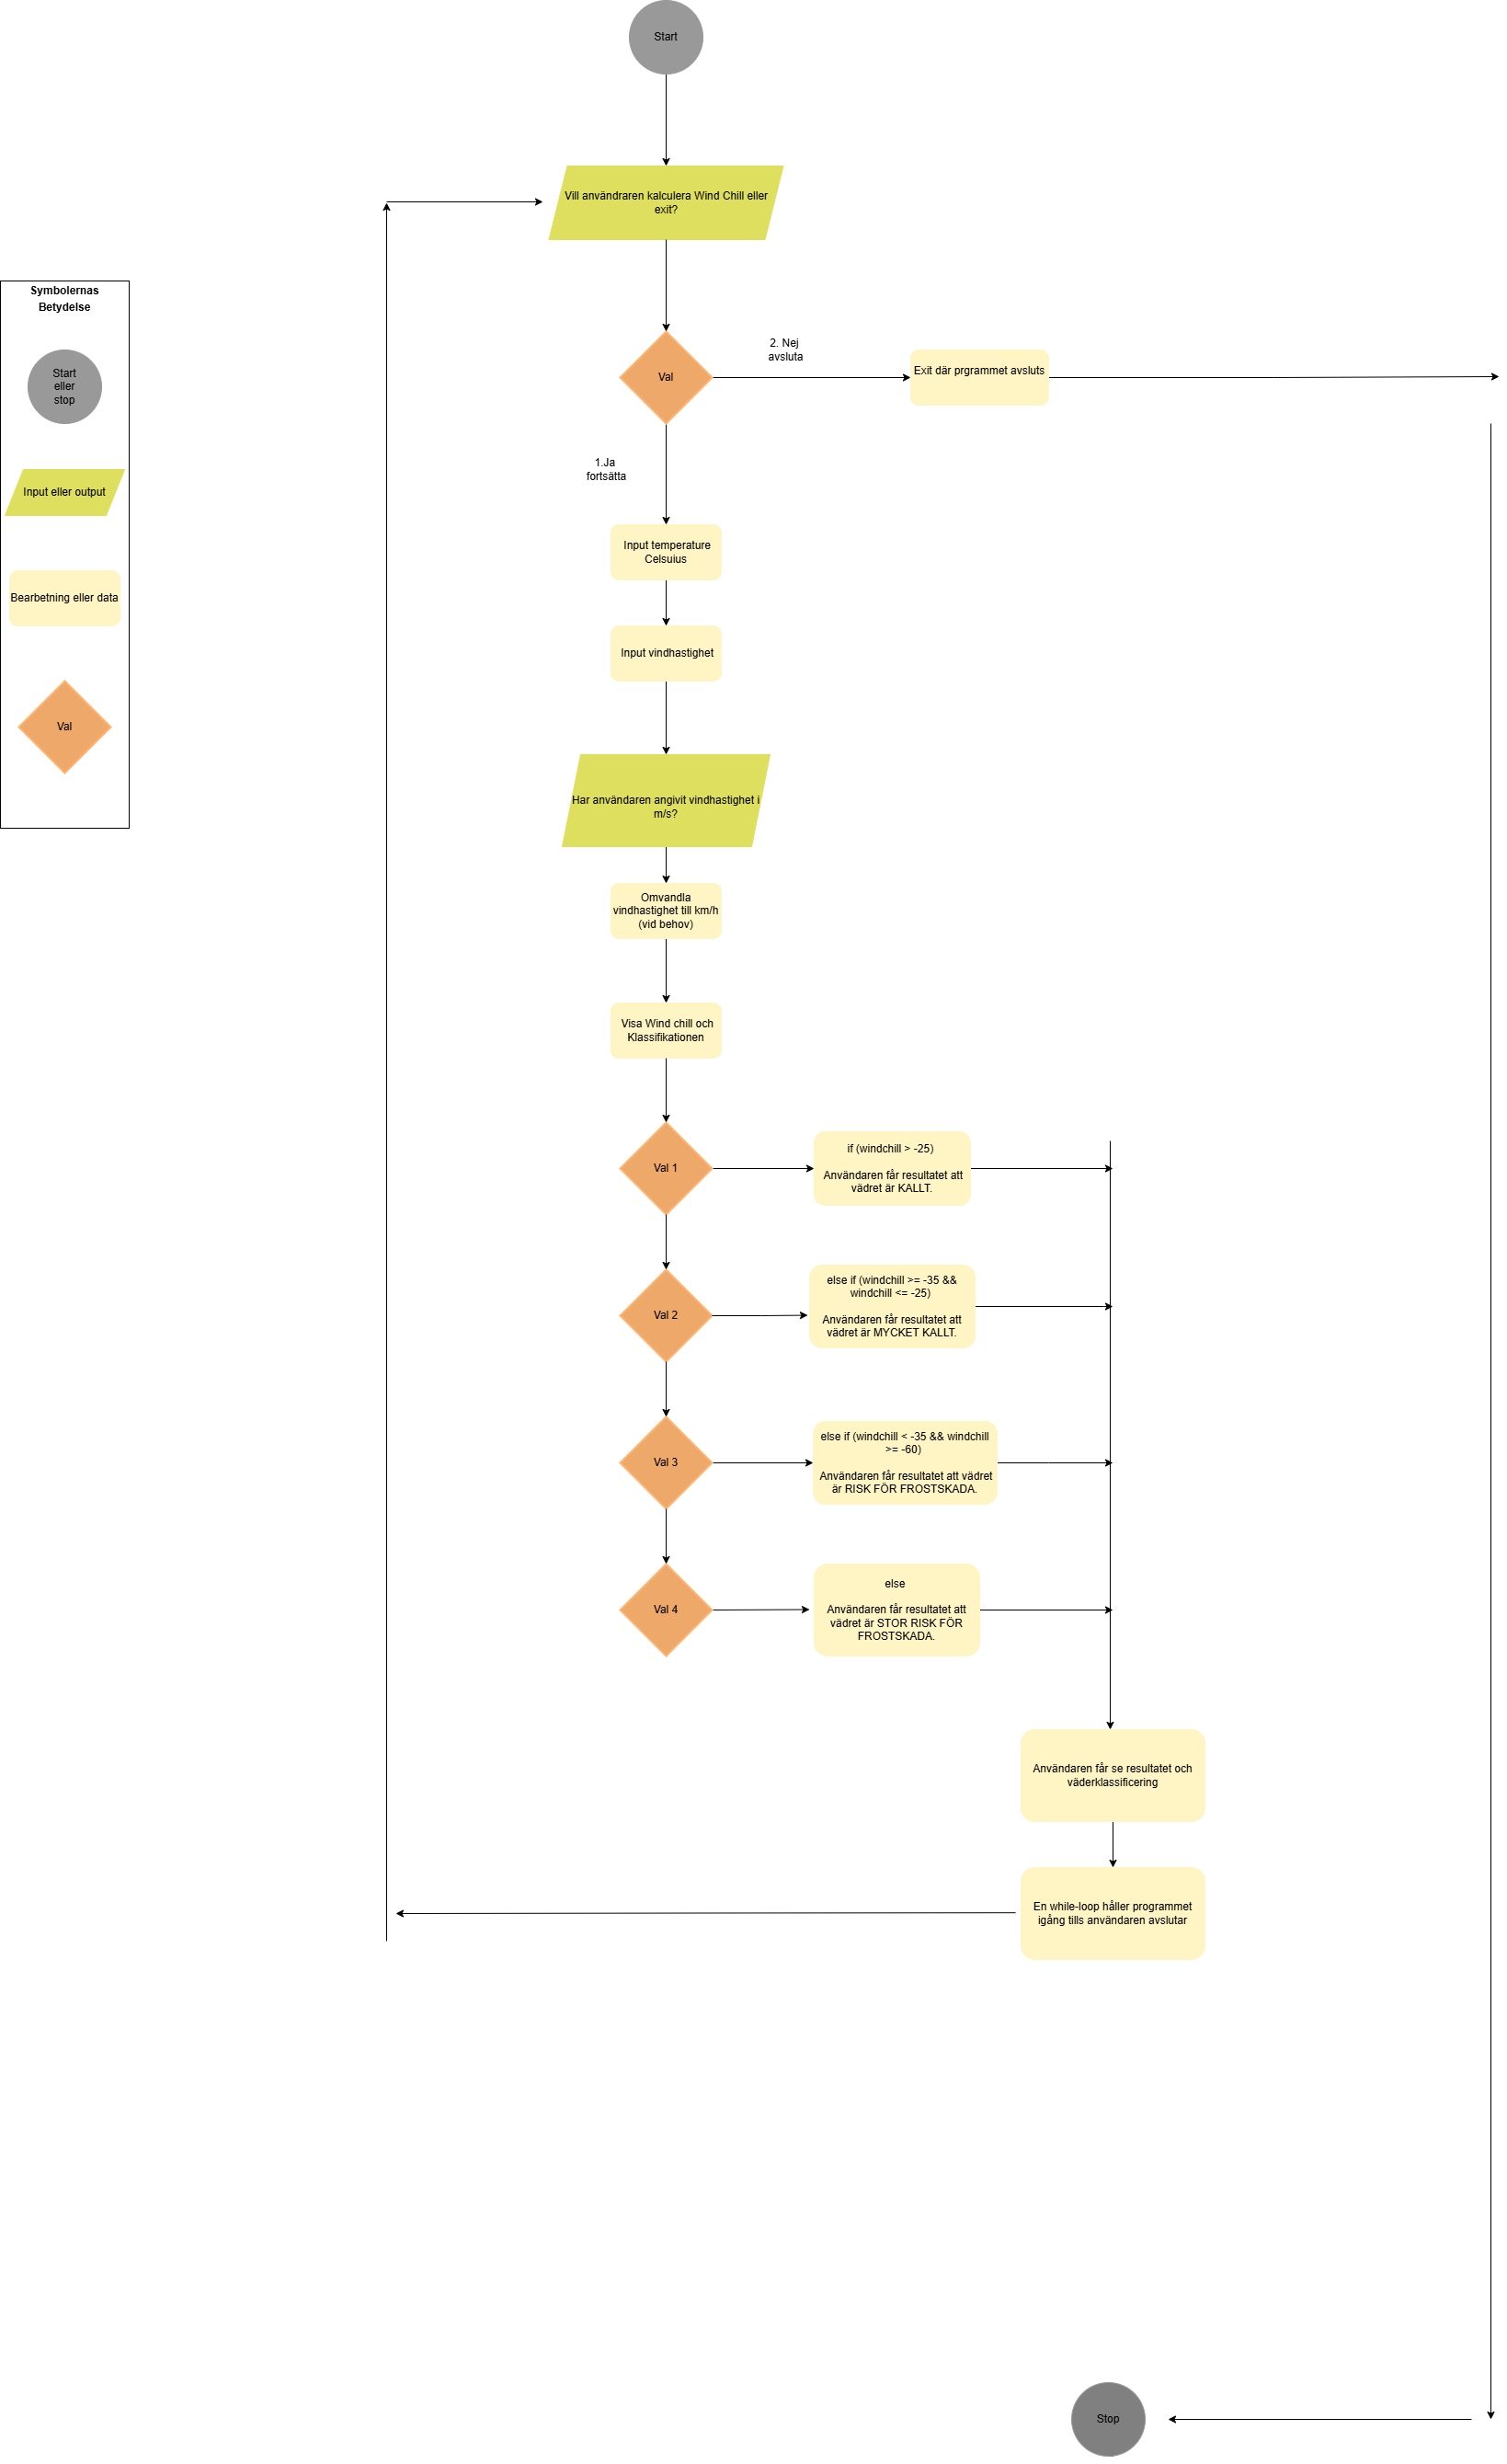 Start
Vill användraren kalculera Wind Chill eller
exit?
Symbolernas
Betydelse
Start
eller
stop
Input eller output
Bearbetning eller data
Val
Val
2. Nej
avsluta
Exit där prgrammet avsluts
1.Ja
fortsätta
Input temperature
Celsuius
Input vindhastighet
Har användaren angivit vindhastighet i
m/s?
Omvandla
vindhastighet till km/h
(vid behov)
Visa Wind chill och
Klassifikationen
Val 1
if (windchill > -25)
Användaren får resultatet att
vädret är KALLT.
Val 2
else if (windchill >= -35 &&
windchill <= -25)
Användaren får resultatet att
vädret är MYCKET KALLT.
Val 3
else if (windchill < -35 && windchill
>= -60)
Användaren får resultatet att vädret
är RISK FÖR FROSTSKADA.
Val 4
else
Användaren får resultatet att
vädret är STOR RISK FÖR
FROSTSKADA.
Användaren får se resultatet och
väderklassificering
En while-loop håller programmet
igång tills användaren avslutar
Stop